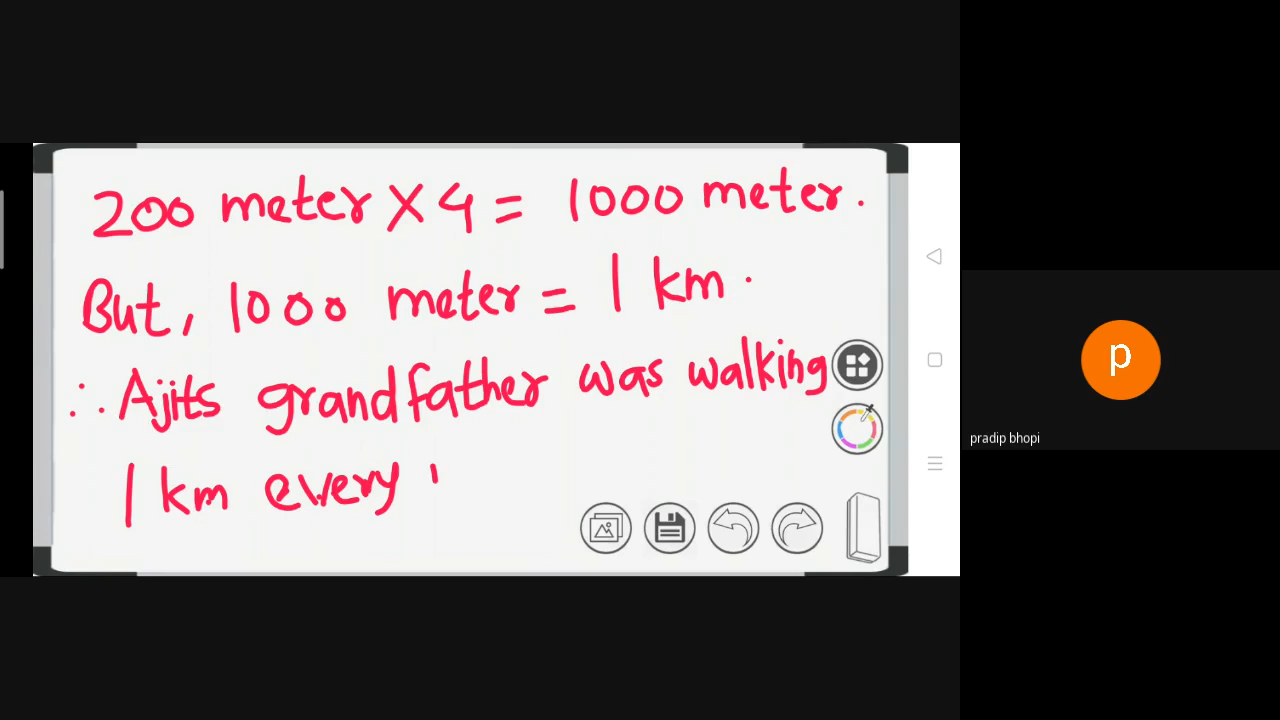 200 meter X 4 = 1000 meter.
But, 1000 meter = 1 km.
∴ Ajits grandfather was walking
1 km every
p
pradip bhopi